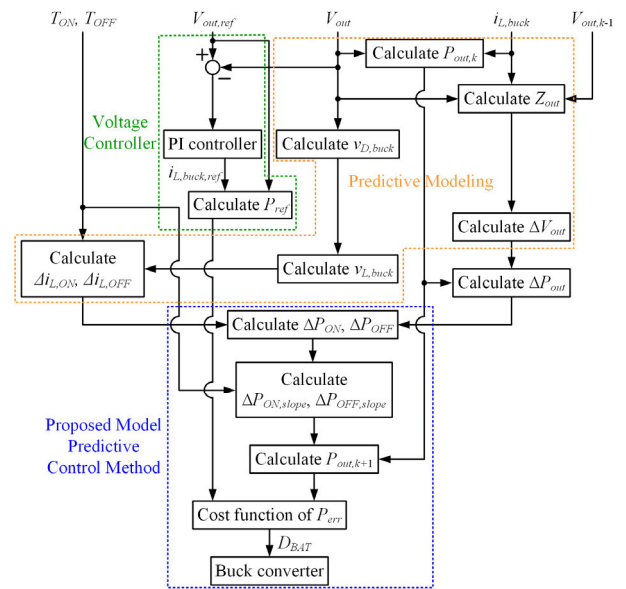 T_ON, T_OFF
V_out,ref
V_out
i_L,buck
V_out,k-1
+
−
Calculate P_out,k
Calculate Z_out
Voltage
Controller
PI controller
Calculate v_D,buck
i_L,buck,ref
Predictive Modeling
Calculate P_ref
Calculate ΔV_out
Calculate
Δi_L,ON, Δi_L,OFF
Calculate v_L,buck
Calculate ΔP_out
Calculate ΔP_ON, ΔP_OFF
Calculate
ΔP_ON,slope, ΔP_OFF,slope
Proposed Model
Predictive
Control Method
Calculate P_out,k+1
Cost function of P_err
D_BAT
Buck converter